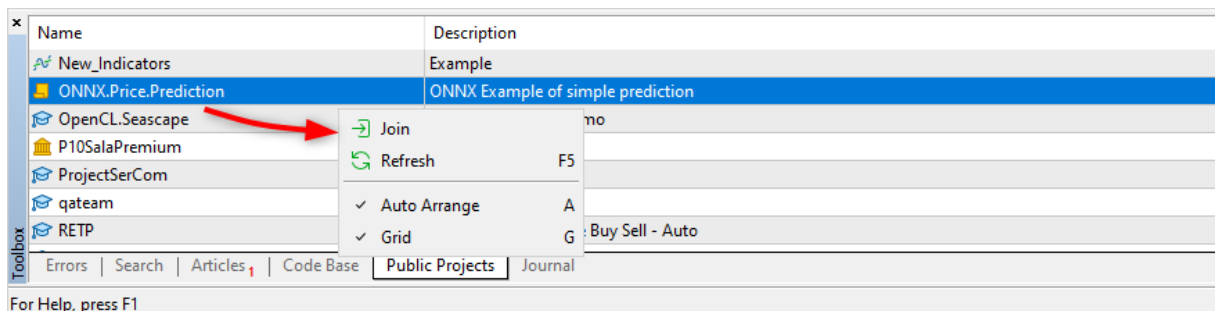 Name Description
New_Indicators Example
ONNX.Price.Prediction ONNX Example of simple prediction
OpenCL.Seascape mo
Join
P10SalaPremium
Refresh F5
ProjectSerCom
qateam
Auto Arrange A
RETP Buy Sell - Auto
Grid G
Toolbox
Errors | Search | Articles 1 | Code Base | Public Projects | Journal
For Help, press F1